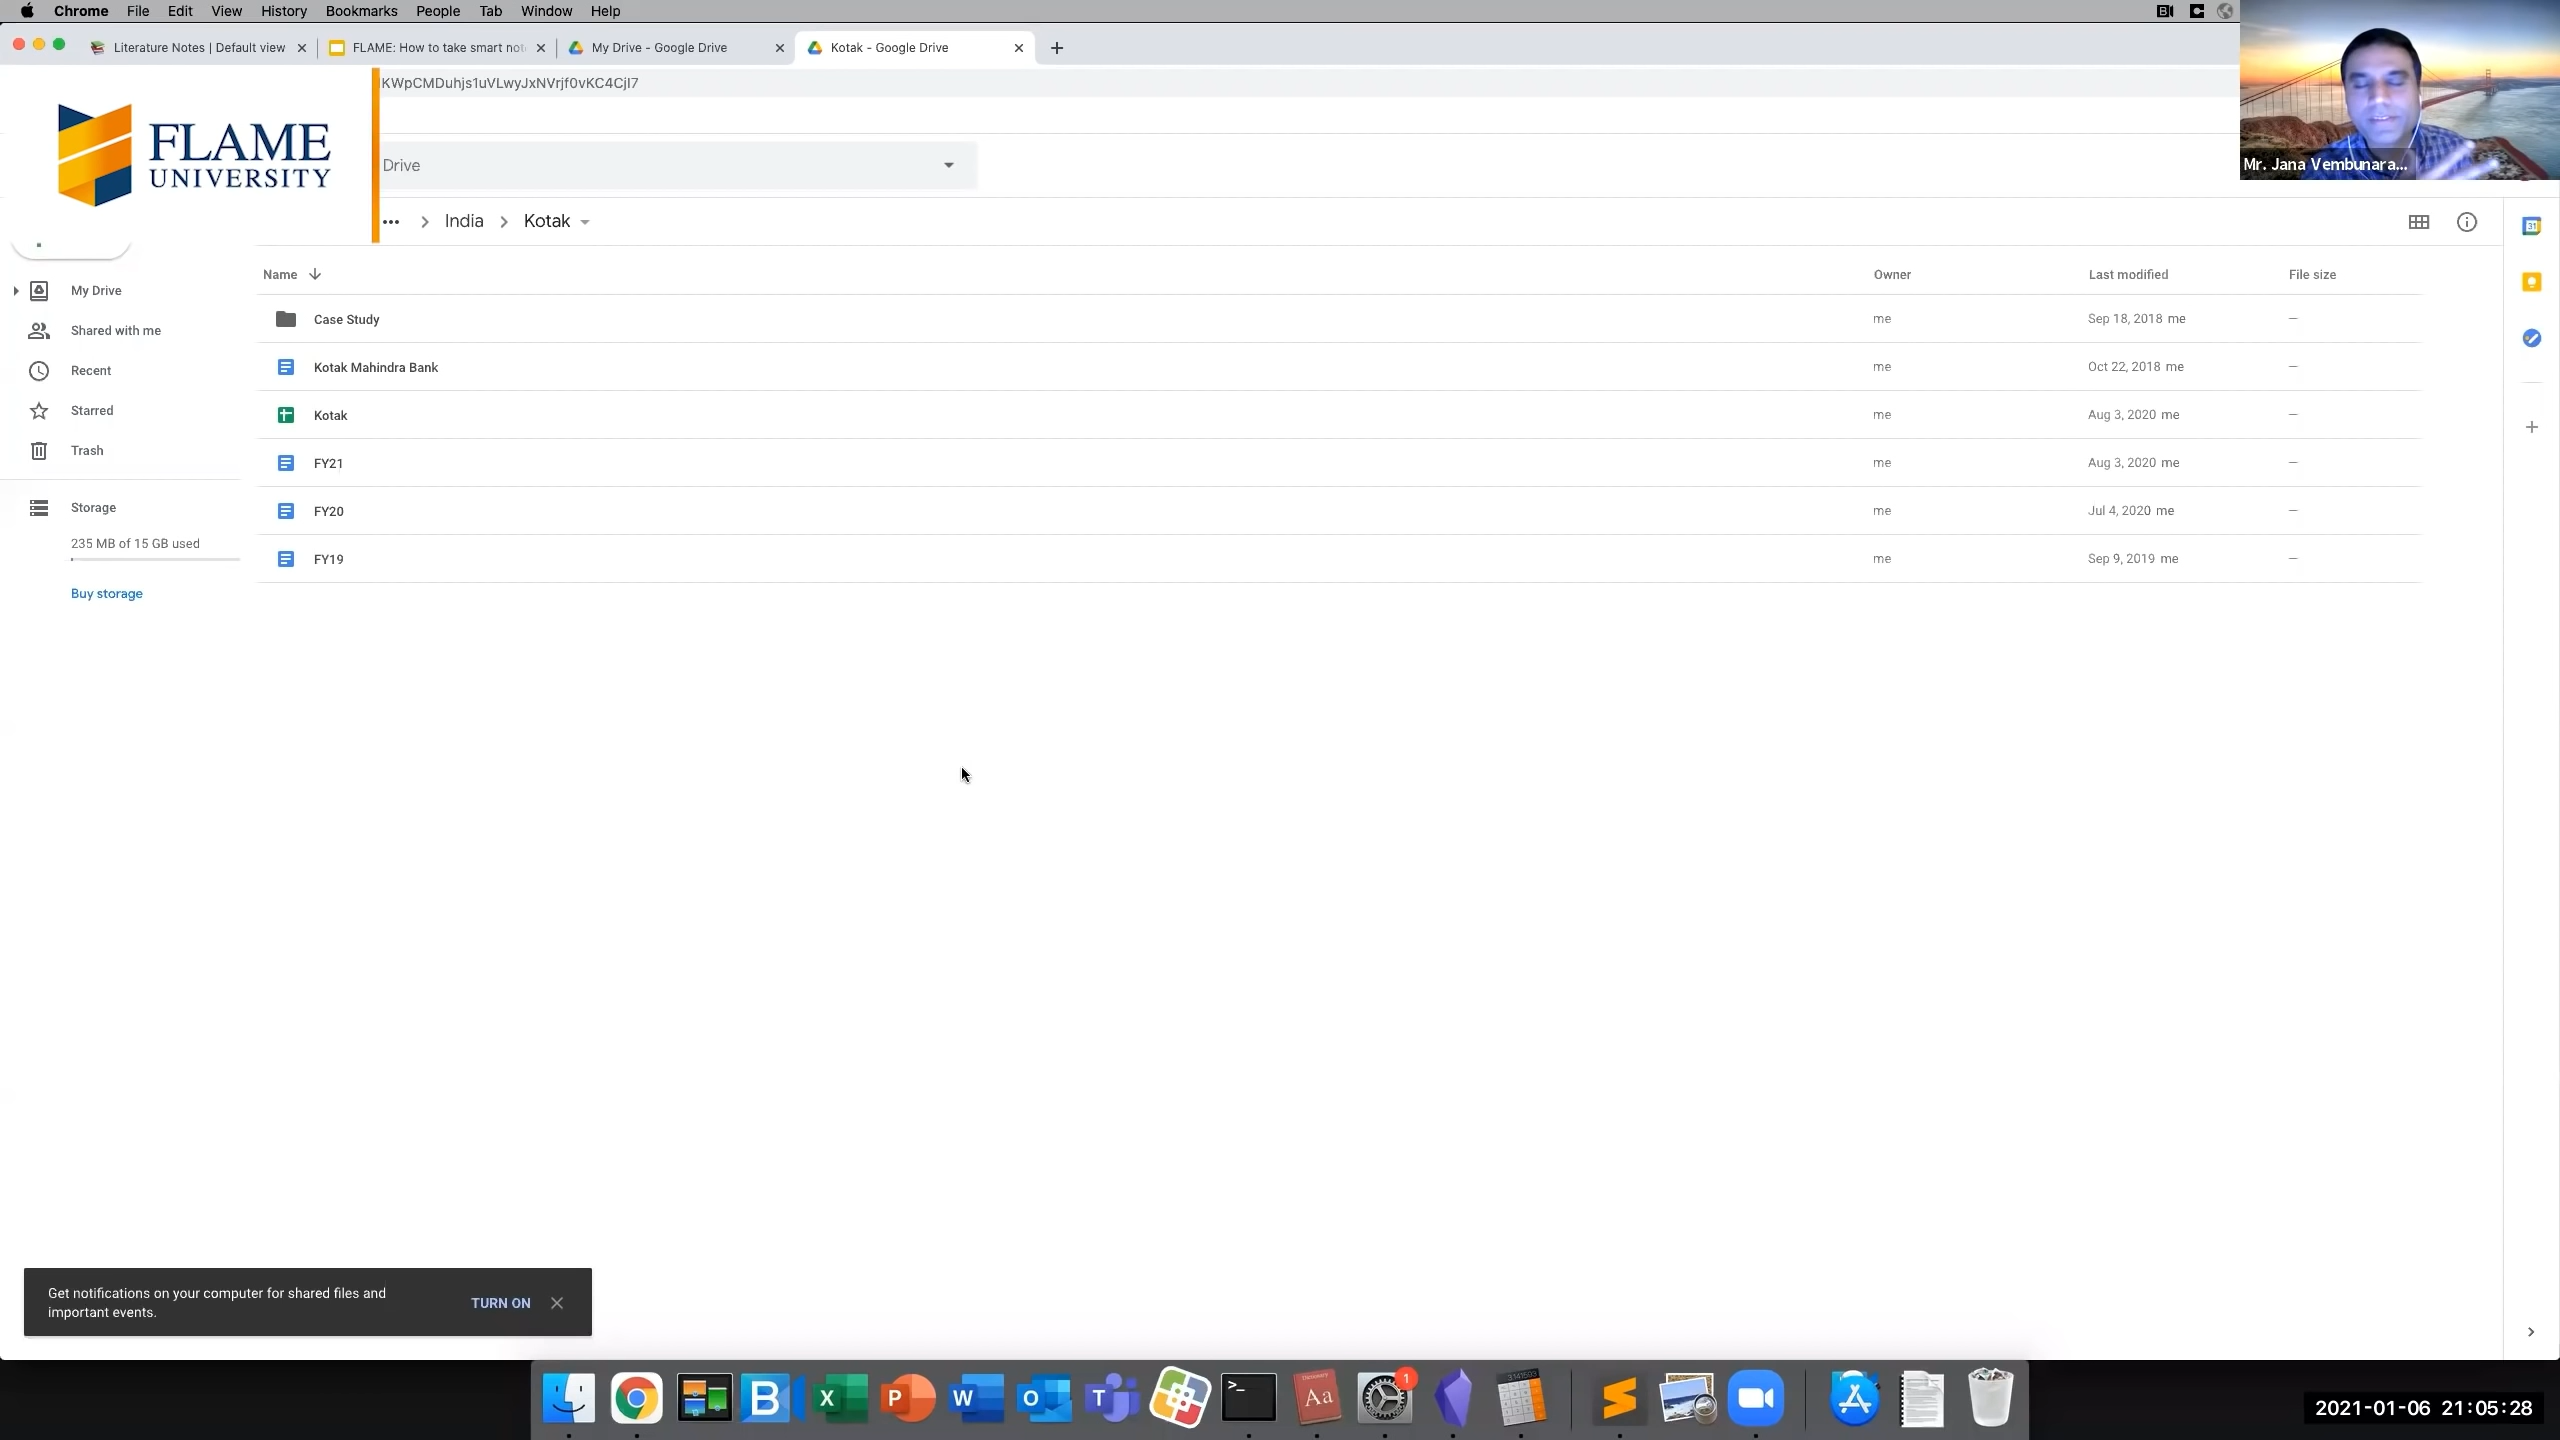 Chrome File Edit View History Bookmarks People Tab Window Help
Literature Notes | Default view
FLAME: How to take smart not
My Drive - Google Drive
Kotak - Google Drive
KWpCMDuhjs1uVLwyJxNVrjf0vKC4CjI7
FLAME
UNIVERSITY
Drive
Mr. Jana Vembunara...
... > India > Kotak
Name
Owner
Last modified
File size
Case Study me Sep 18, 2018 me –
Kotak Mahindra Bank me Oct 22, 2018 me –
Kotak me Aug 3, 2020 me –
FY21 me Aug 3, 2020 me –
FY20 me Jul 4, 2020 me –
FY19 me Sep 9, 2019 me –
My Drive
Shared with me
Recent
Starred
Trash
Storage
235 MB of 15 GB used
Buy storage
31
Get notifications on your computer for shared files and
important events.
TURN ON
B X P W O T >_ Aa 1
2021-01-06 21:05:28